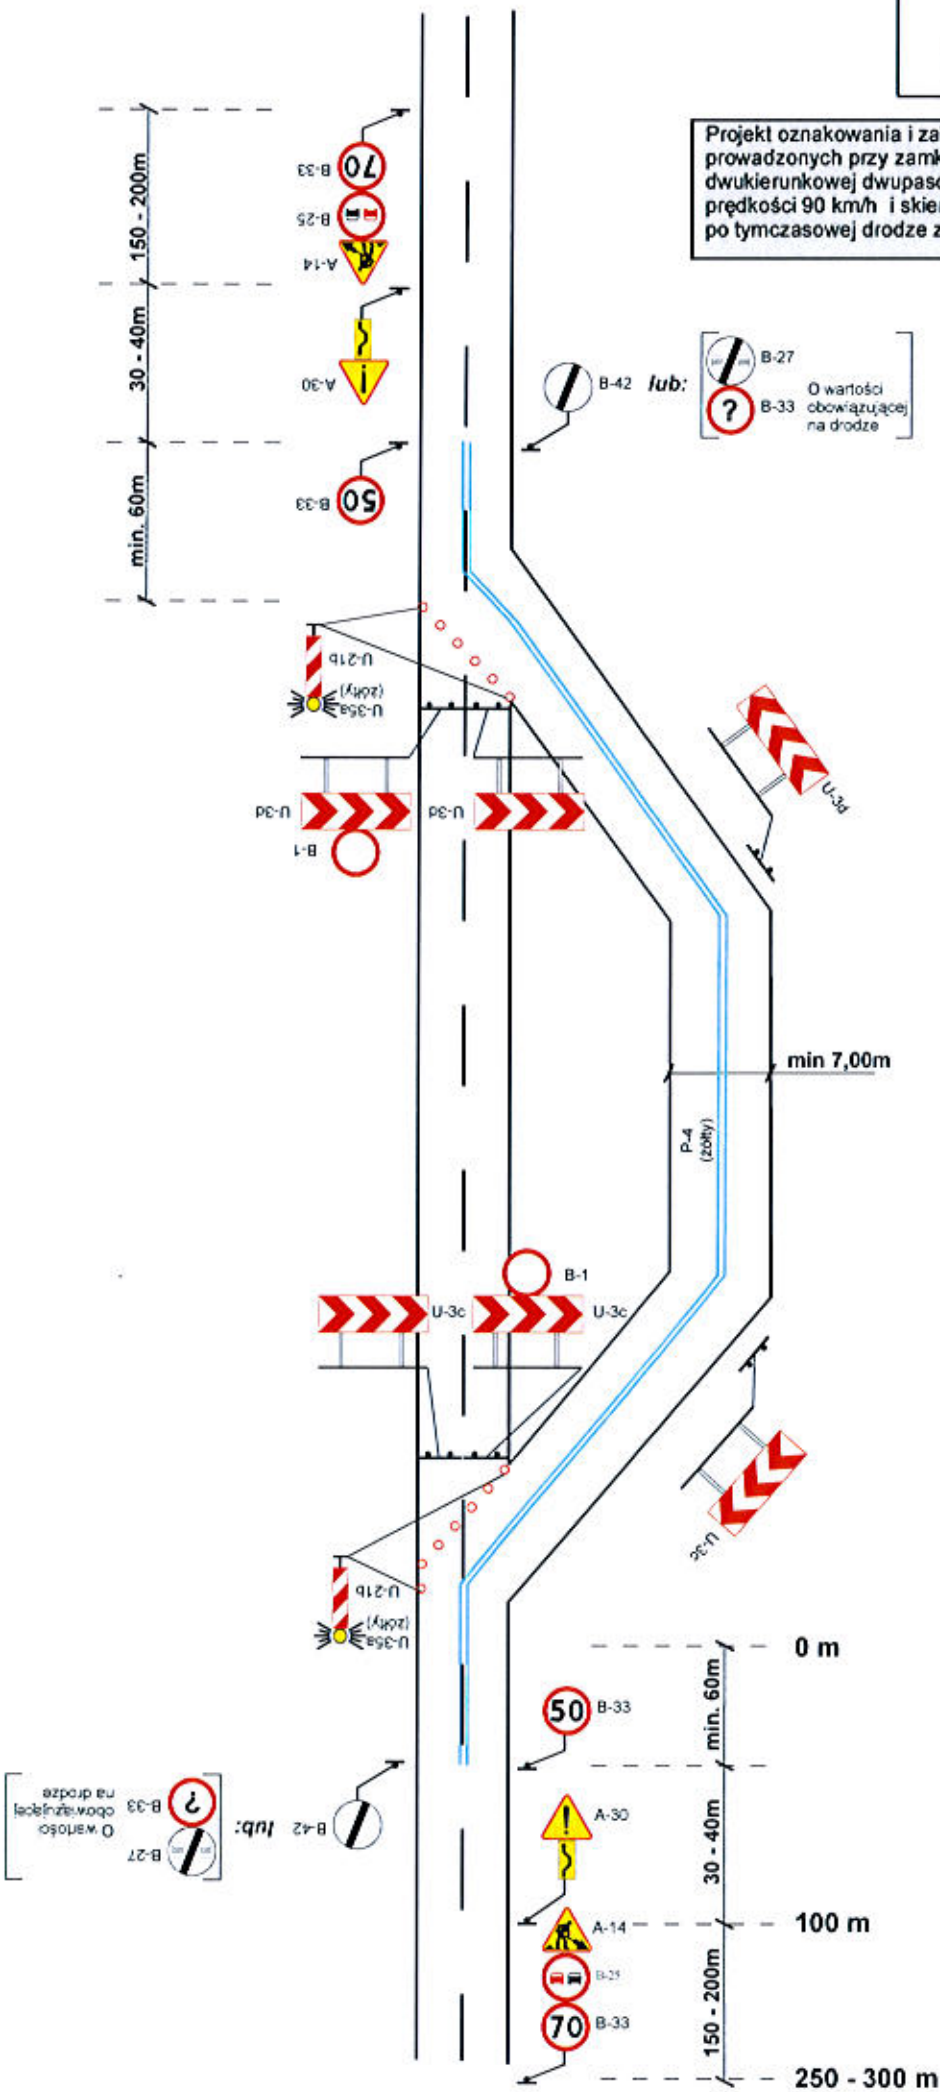 Projekt oznakowania i za
prowadzonych przy zamk
dwukierunkowej dwupaso
prędkości 90 km/h i skier
po tymczasowej drodze z
150 - 200m
70 B-33
B-25
A-14
30 - 40m
A-30
B-42 lub:
B-27
? B-33
O wartości
obowiązującej
na drodze
min. 60m
50 B-33
U-21b
U-35a
(żółty)
U-3d
U-3d
U-3d
B-1
min 7,00m
P-4
(żółty)
B-1
U-3c
U-3c
U-3c
U-21b
U-35a
(żółty)
0 m
min. 60m
50 B-33
B-42 lub:
B-27
? B-33
O wartości
obowiązującej
na drodze
A-30
30 - 40m
A-14
100 m
B-25
70 B-33
150 - 200m
250 - 300 m